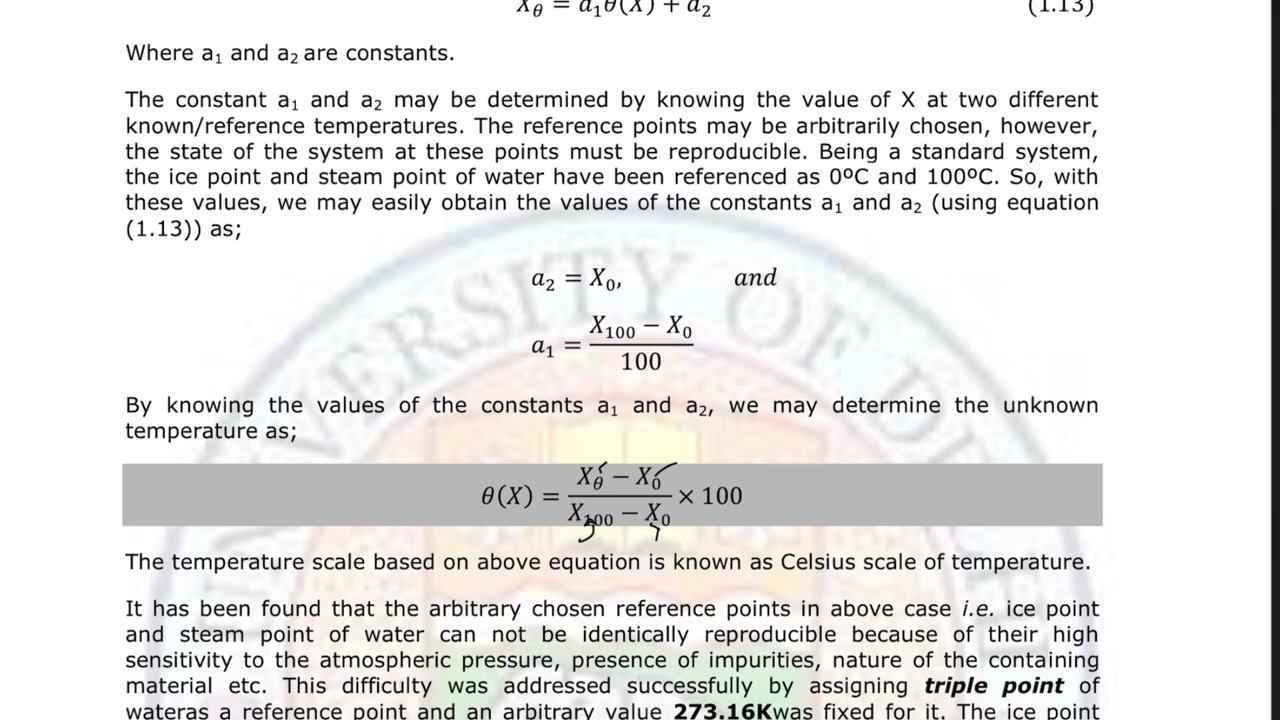 X_θ = a₁θ(X) + a₂ (1.13)
Where a₁ and a₂ are constants.
The constant a₁ and a₂ may be determined by knowing the value of X at two different
known/reference temperatures. The reference points may be arbitrarily chosen, however,
the state of the system at these points must be reproducible. Being a standard system,
the ice point and steam point of water have been referenced as 0ºC and 100ºC. So, with
these values, we may easily obtain the values of the constants a₁ and a₂ (using equation
(1.13)) as;
a₂ = X₀, and
a₁ = (X₁₀₀ − X₀) / 100
By knowing the values of the constants a₁ and a₂, we may determine the unknown
temperature as;
θ(X) = (X_θ − X₀) / (X₁₀₀ − X₀) × 100
The temperature scale based on above equation is known as Celsius scale of temperature.
It has been found that the arbitrary chosen reference points in above case i.e. ice point
and steam point of water can not be identically reproducible because of their high
sensitivity to the atmospheric pressure, presence of impurities, nature of the containing
material etc. This difficulty was addressed successfully by assigning triple point of
wateras a reference point and an arbitrary value 273.16Kwas fixed for it. The ice point
UNIVERSITY OF DE